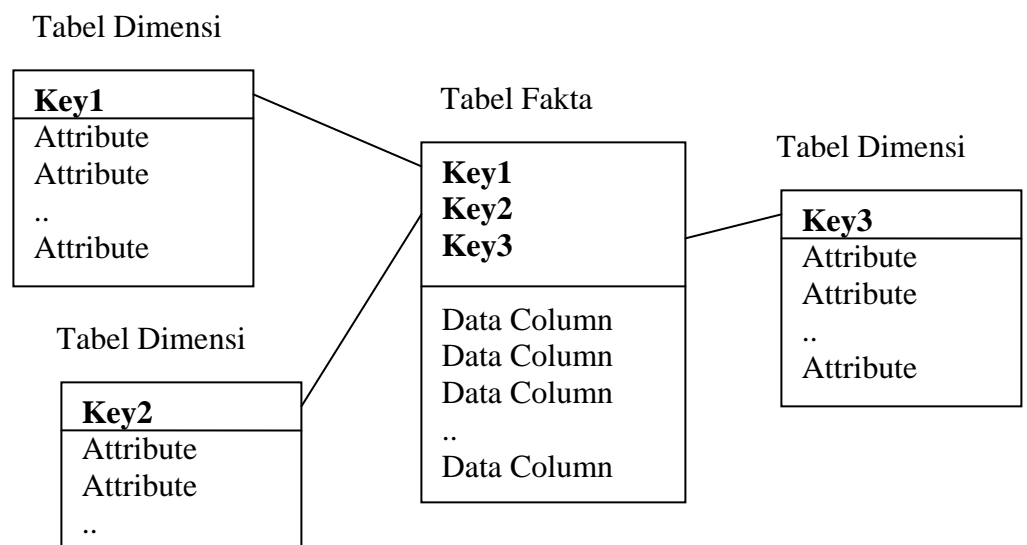 Tabel Dimensi
Key1
Attribute
Attribute
..
Attribute
Tabel Fakta
Key1
Key2
Key3
Data Column
Data Column
Data Column
..
Data Column
Tabel Dimensi
Key3
Attribute
Attribute
..
Attribute
Tabel Dimensi
Key2
Attribute
Attribute
..